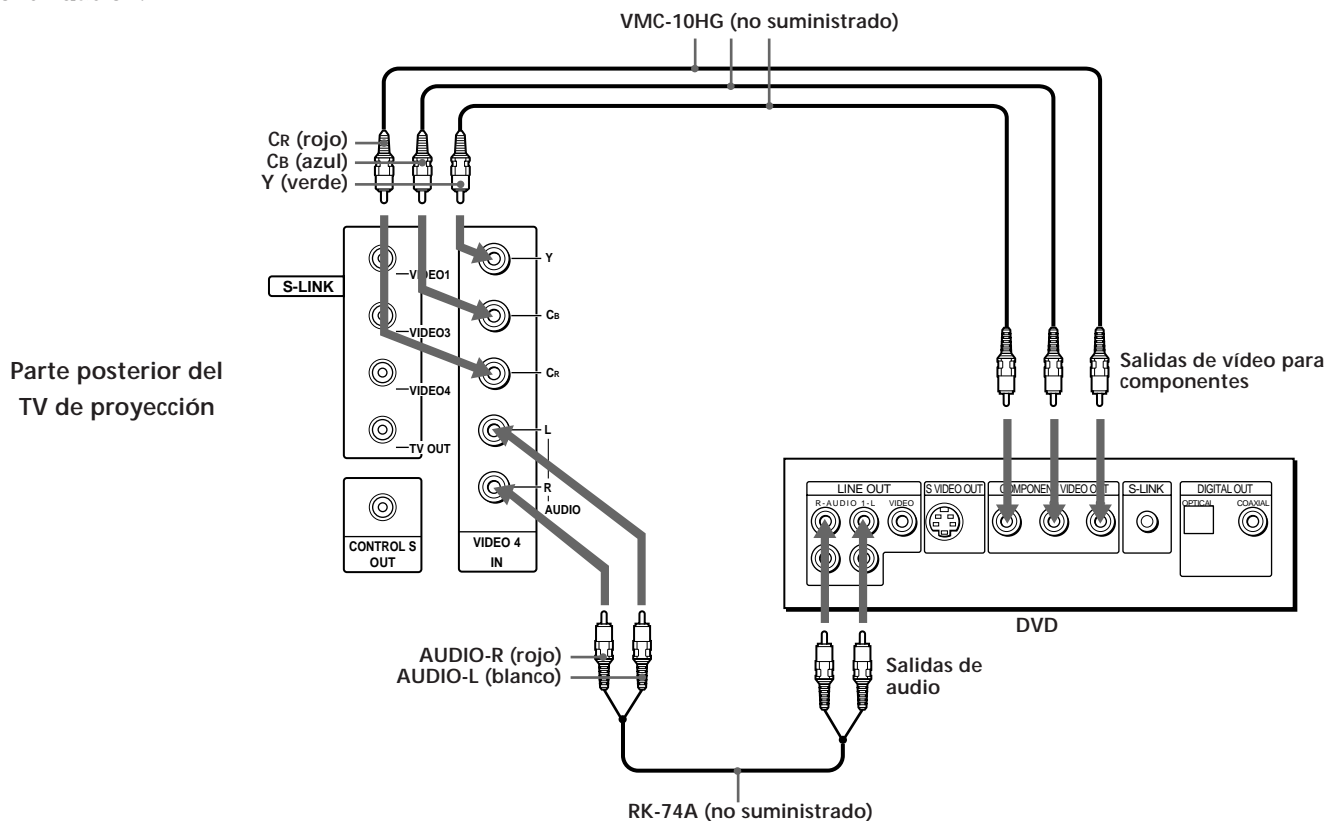 VMC-10HG (no suministrado)
CR (rojo)
CB (azul)
Y (verde)
S-LINK
VIDEO1
VIDEO3
VIDEO4
TV OUT
CONTROL S
OUT
Y
CB
CR
L
R
AUDIO
VIDEO 4
IN
Parte posterior del
TV de proyección
Salidas de vídeo para
componentes
LINE OUT
R-AUDIO 1-L
VIDEO
S VIDEO OUT
COMPONENT VIDEO OUT
S-LINK
DIGITAL OUT
OPTICAL
COAXIAL
DVD
AUDIO-R (rojo)
AUDIO-L (blanco)
Salidas de
audio
RK-74A (no suministrado)